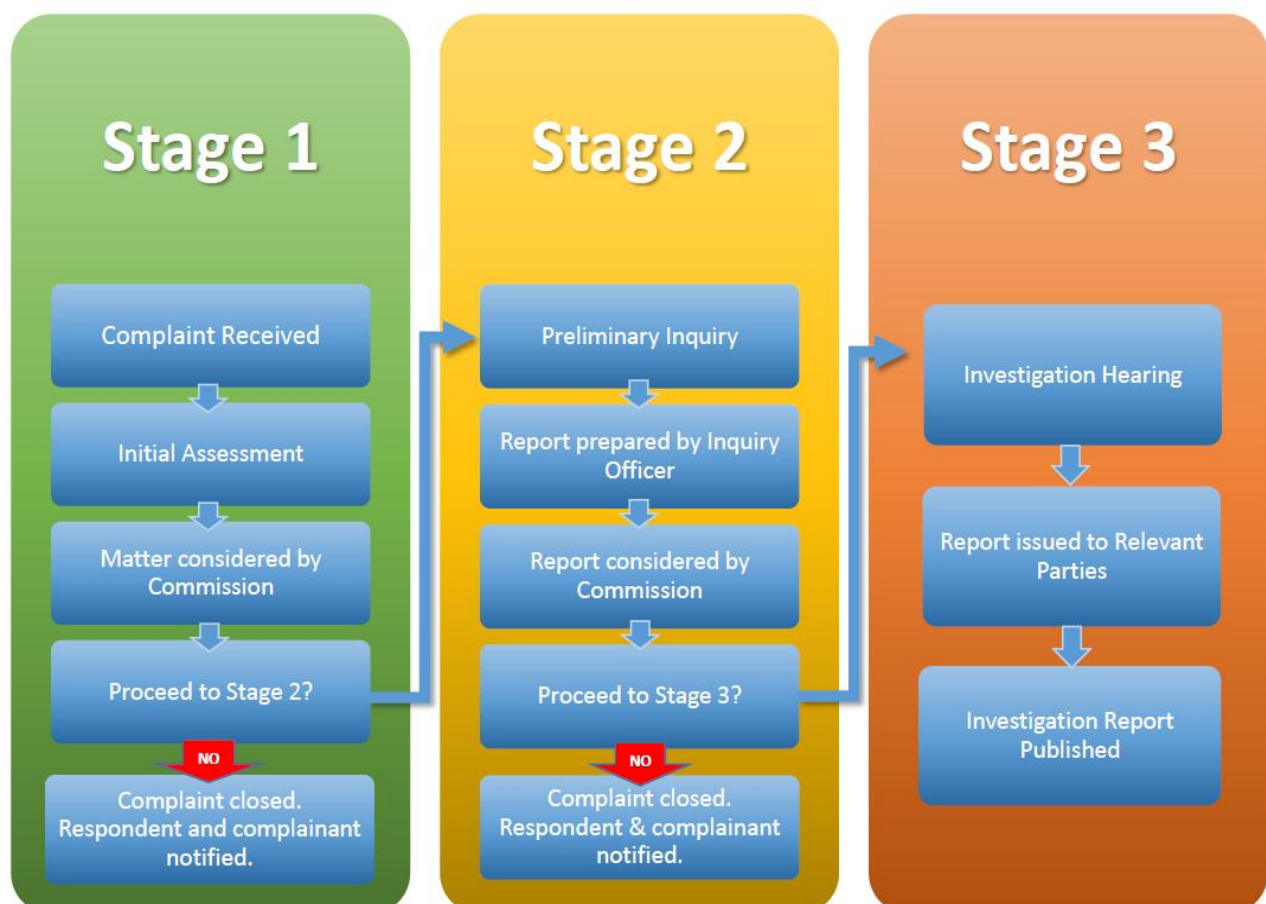 Stage 1
Complaint Received
Initial Assessment
Matter considered by
Commission
Proceed to Stage 2?
NO
Complaint closed.
Respondent and complainant
notified.
Stage 2
Preliminary Inquiry
Report prepared by Inquiry
Officer
Report considered by
Commission
Proceed to Stage 3?
NO
Complaint closed.
Respondent & complainant
notified.
Stage 3
Investigation Hearing
Report issued to Relevant
Parties
Investigation Report
Published